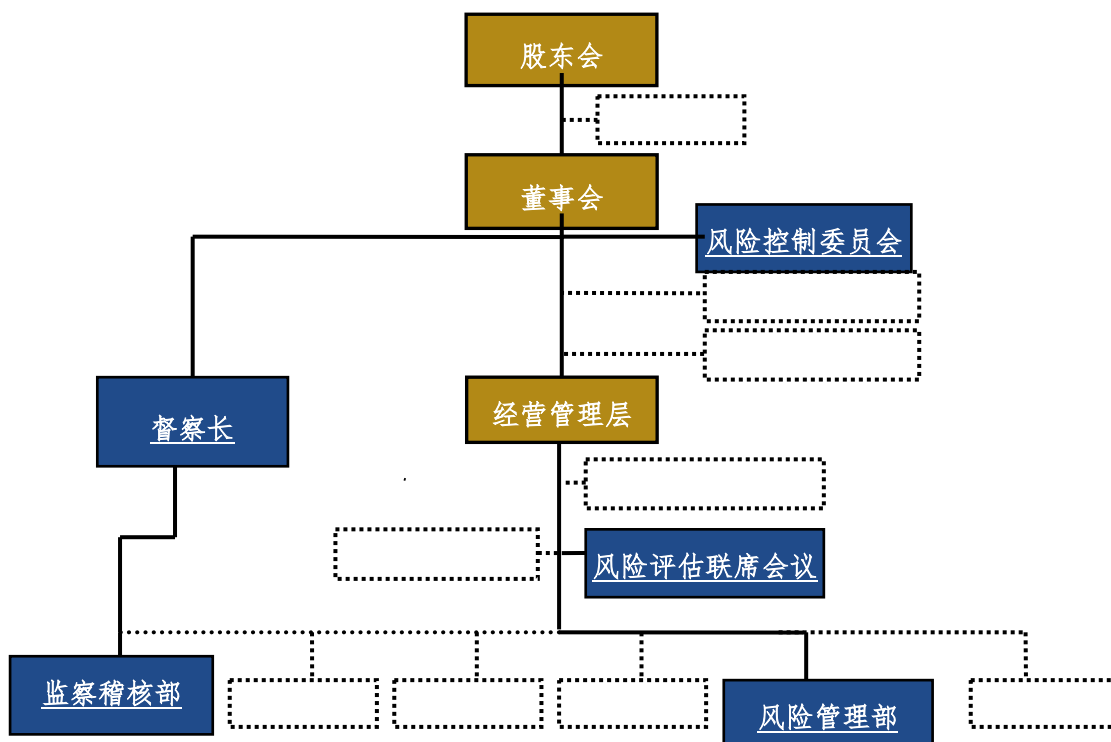 股东会
董事会
风险控制委员会
督察长
经营管理层
风险评估联席会议
监察稽核部
风险管理部